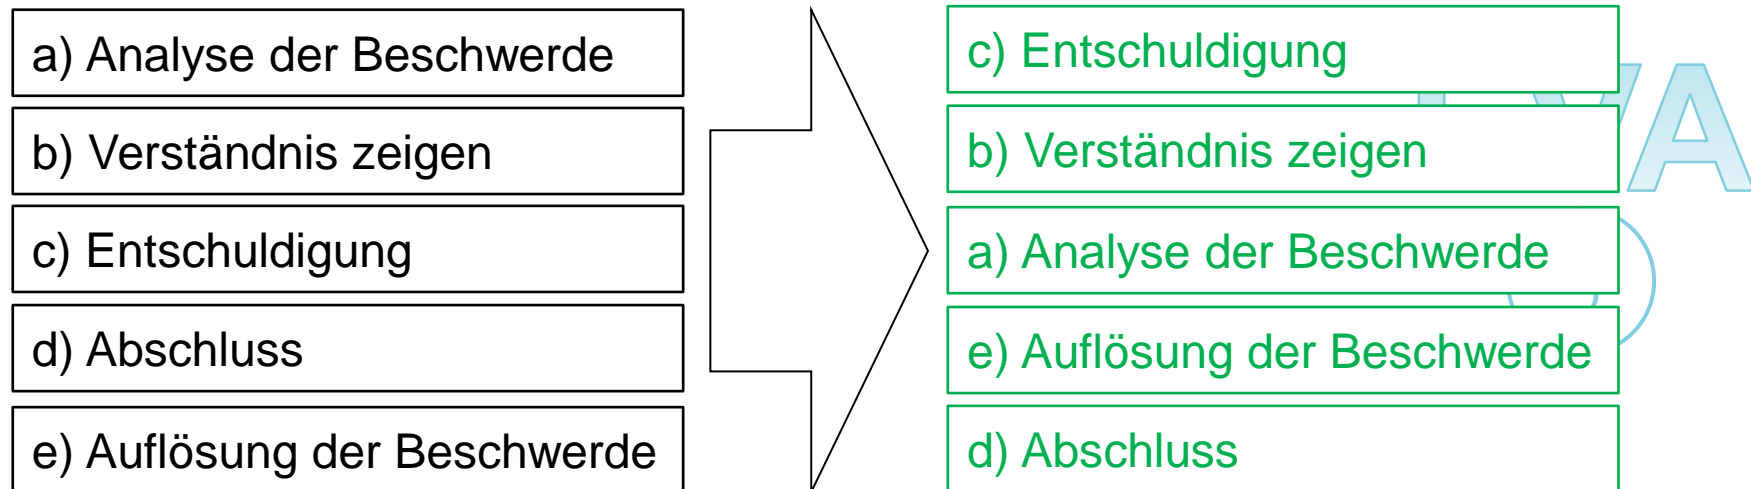 a) Analyse der Beschwerde
b) Verständnis zeigen
c) Entschuldigung
d) Abschluss
e) Auflösung der Beschwerde
c) Entschuldigung
b) Verständnis zeigen
a) Analyse der Beschwerde
e) Auflösung der Beschwerde
d) Abschluss